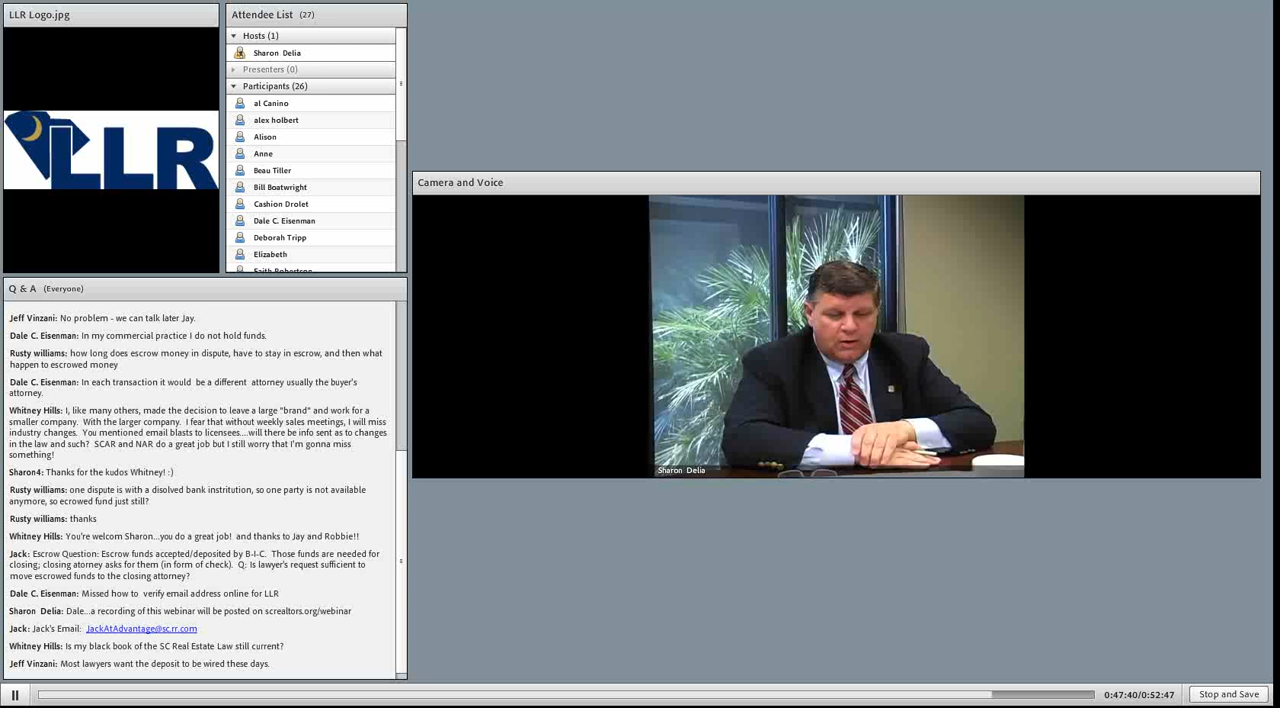 LLR Logo.jpg
LLR
Attendee List (27)
Hosts (1)
Sharon Delia
Presenters (0)
Participants (26)
al Canino
alex holbert
Alison
Anne
Beau Tiller
Bill Boatwright
Cashion Drolet
Dale C. Eisenman
Deborah Tripp
Elizabeth
Faith Robertson
Q & A (Everyone)
Jeff Vinzani: No problem - we can talk later Jay.
Dale C. Eisenman: In my commercial practice I do not hold funds.
Rusty williams: how long does escrow money in dispute, have to stay in escrow, and then what
happen to escrowed money
Dale C. Eisenman: In each transaction it would be a different attorney usually the buyer's
attorney.
Whitney Hills: I, like many others, made the decision to leave a large "brand" and work for a
smaller company. With the larger company. I fear that without weekly sales meetings, I will miss
industry changes. You mentioned email blasts to licensees....will there be info sent as to changes
in the law and such? SCAR and NAR do a great job but I still worry that I'm gonna miss
something!
Sharon4: Thanks for the kudos Whitney! :)
Rusty williams: one dispute is with a disolved bank instritution, so one party is not available
anymore, so ecrowed fund just still?
Rusty williams: thanks
Whitney Hills: You're welcom Sharon...you do a great job! and thanks to Jay and Robbie!!
Jack: Escrow Question: Escrow funds accepted/deposited by B-I-C. Those funds are needed for
closing; closing atorney asks for them (in form of check). Q: Is lawyer's request sufficient to
move escrowed funds to the closing attorney?
Dale C. Eisenman: Missed how to verify email address online for LLR
Sharon Delia: Dale...a recording of this webinar will be posted on screaltors.org/webinar
Jack: Jack's Email: JackAtAdvantage@sc.rr.com
Whitney Hills: Is my black book of the SC Real Estate Law still current?
Jeff Vinzani: Most lawyers want the deposit to be wired these days.
Camera and Voice
Sharon Delia
0:47:40/0:52:47
Stop and Save